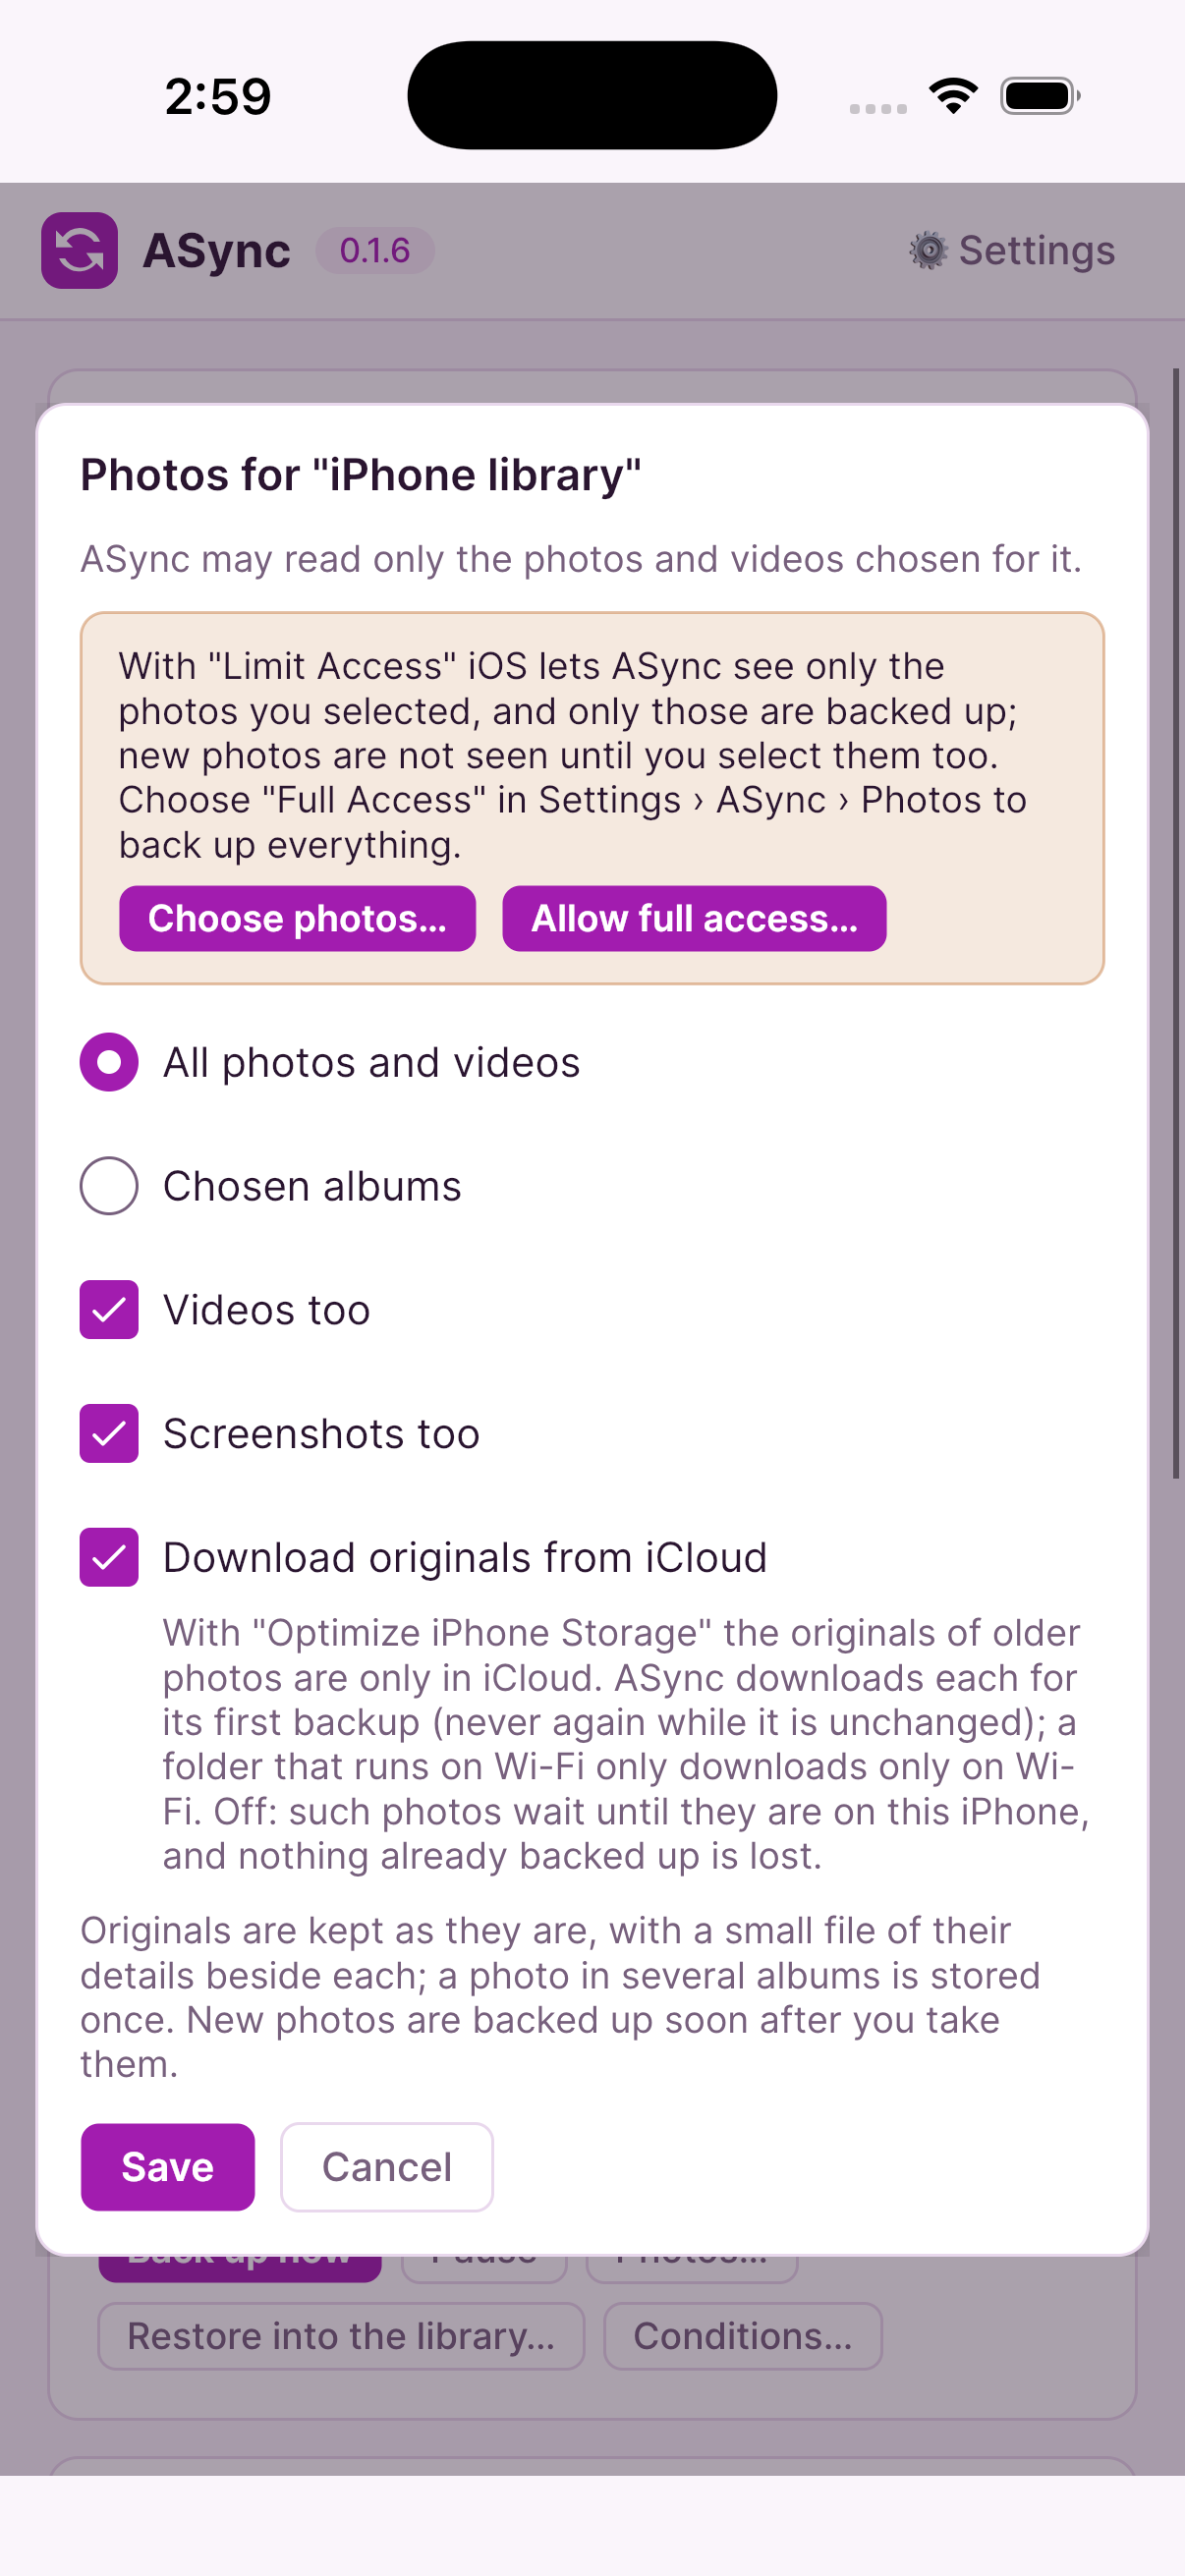 2:59
ASync 0.1.6 Settings
Photos for "iPhone library"
ASync may read only the photos and videos chosen for it.
With "Limit Access" iOS lets ASync see only the
photos you selected, and only those are backed up;
new photos are not seen until you select them too.
Choose "Full Access" in Settings › ASync › Photos to
back up everything.
Choose photos... Allow full access...
All photos and videos
Chosen albums
Videos too
Screenshots too
Download originals from iCloud
With "Optimize iPhone Storage" the originals of older
photos are only in iCloud. ASync downloads each for
its first backup (never again while it is unchanged); a
folder that runs on Wi-Fi only downloads only on Wi-
Fi. Off: such photos wait until they are on this iPhone,
and nothing already backed up is lost.
Originals are kept as they are, with a small file of their
details beside each; a photo in several albums is stored
once. New photos are backed up soon after you take
them.
Save Cancel
Back up now Pause Photos...
Restore into the library... Conditions...